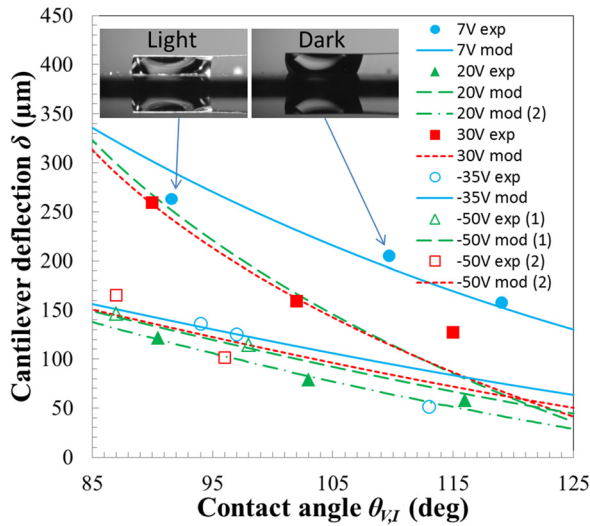 Cantilever deflection δ (μm)
450
400
350
300
250
200
150
100
50
0
Light
Dark
7V exp
7V mod
20V exp
20V mod
20V mod (2)
30V exp
30V mod
-35V exp
-35V mod
-50V exp (1)
-50V mod (1)
-50V exp (2)
-50V mod (2)
85 95 105 115 125
Contact angle θV,I (deg)